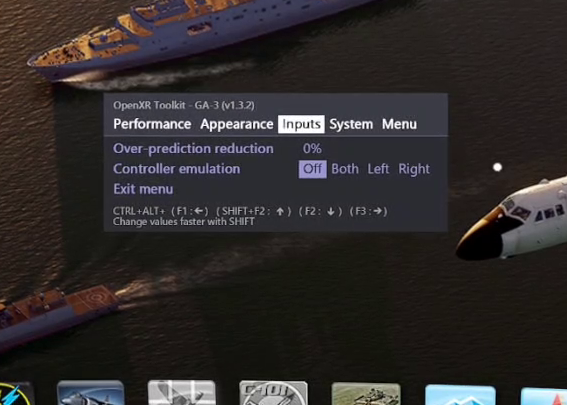 OpenXR Toolkit - GA-3 (v1.3.2)
Performance Appearance Inputs System Menu
Over-prediction reduction 0%
Controller emulation Off Both Left Right
Exit menu
CTRL+ALT+ (F1:←) (SHIFT+F2: ↑) (F2: ↓) (F3:→)
Change values faster with SHIFT